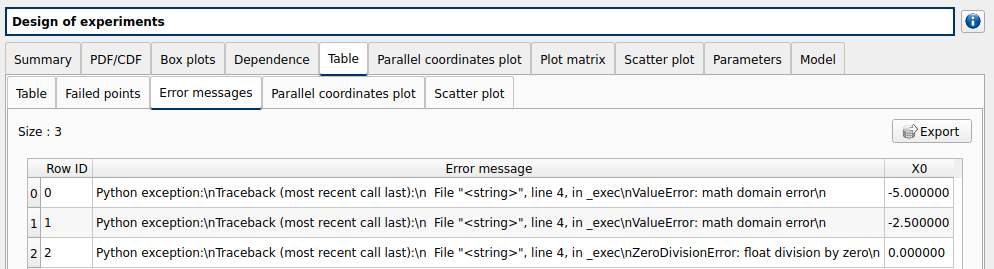 Design of experiments
Summary PDF/CDF Box plots Dependence Table Parallel coordinates plot Plot matrix Scatter plot Parameters Model
Table Failed points Error messages Parallel coordinates plot Scatter plot
Size : 3 Export
Row ID Error message X0
0 0 Python exception:\nTraceback (most recent call last):\n  File "<string>", line 4, in _exec\nValueError: math domain error\n -5.000000
1 1 Python exception:\nTraceback (most recent call last):\n  File "<string>", line 4, in _exec\nValueError: math domain error\n -2.500000
2 2 Python exception:\nTraceback (most recent call last):\n  File "<string>", line 4, in _exec\nZeroDivisionError: float division by zero\n 0.000000